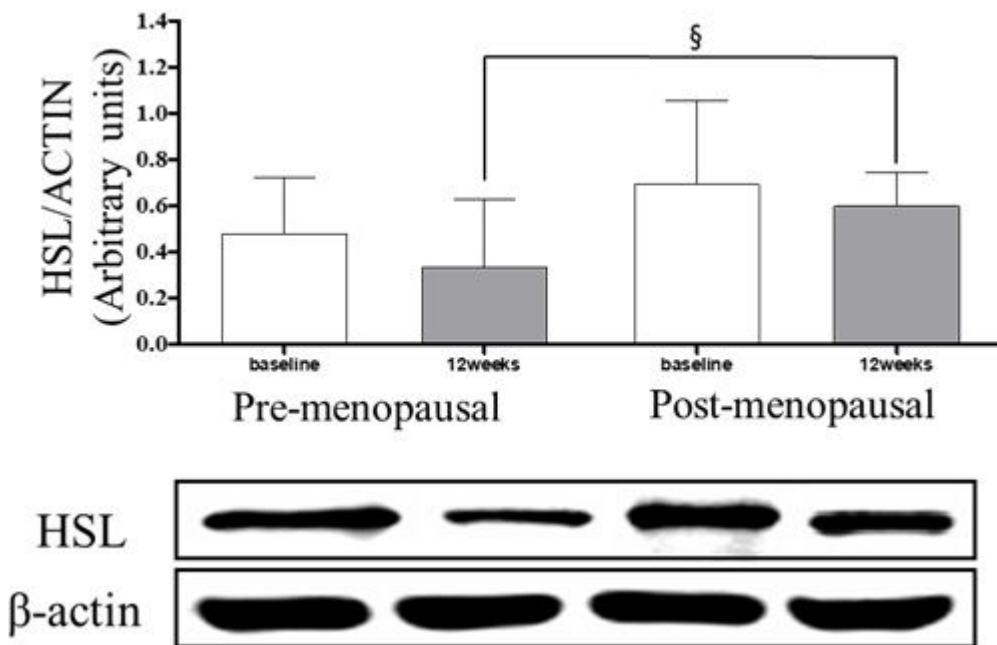 HSL/ACTIN
(Arbitrary units)
1.4
1.2
1.0
0.8
0.6
0.4
0.2
0.0
§
baseline 12weeks baseline 12weeks
Pre-menopausal Post-menopausal
HSL
β-actin